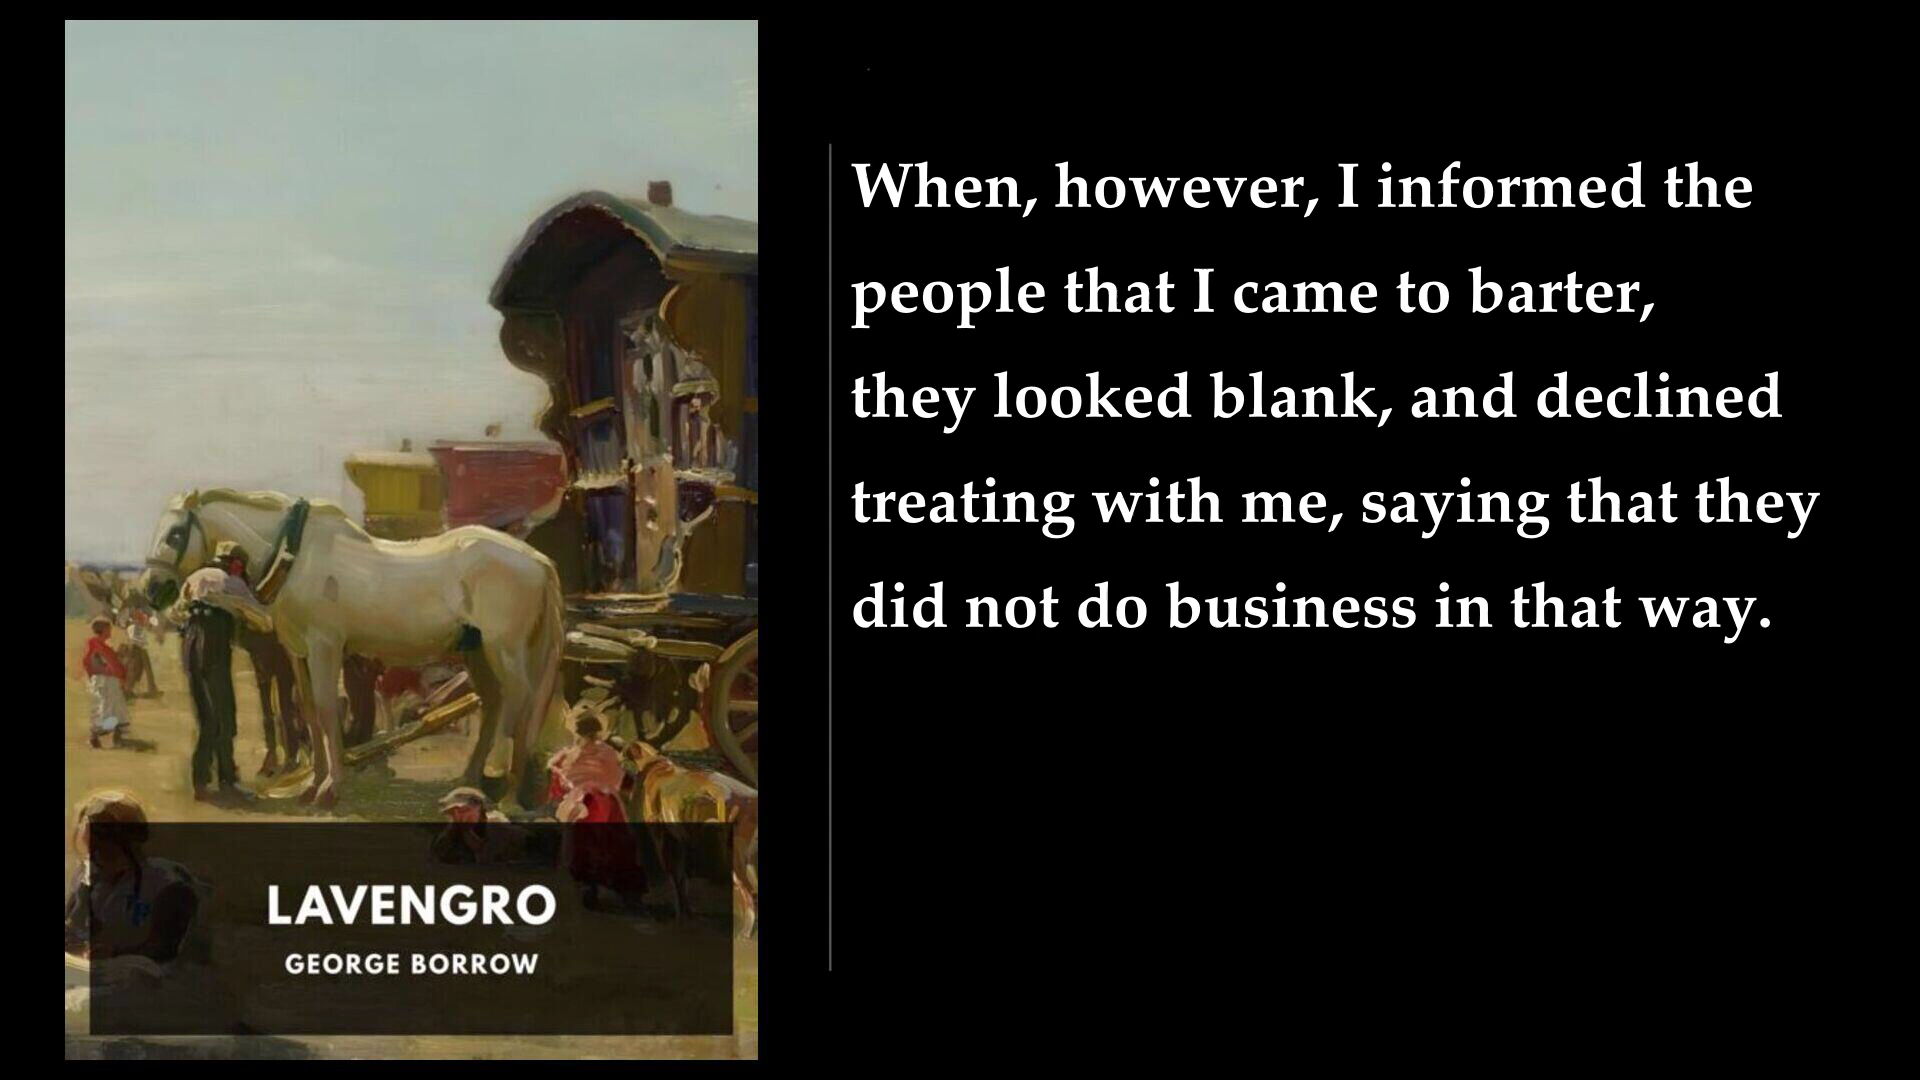 When, however, I informed the
people that I came to barter,
they looked blank, and declined
treating with me, saying that they
did not do business in that way.
LAVENGRO
GEORGE BORROW